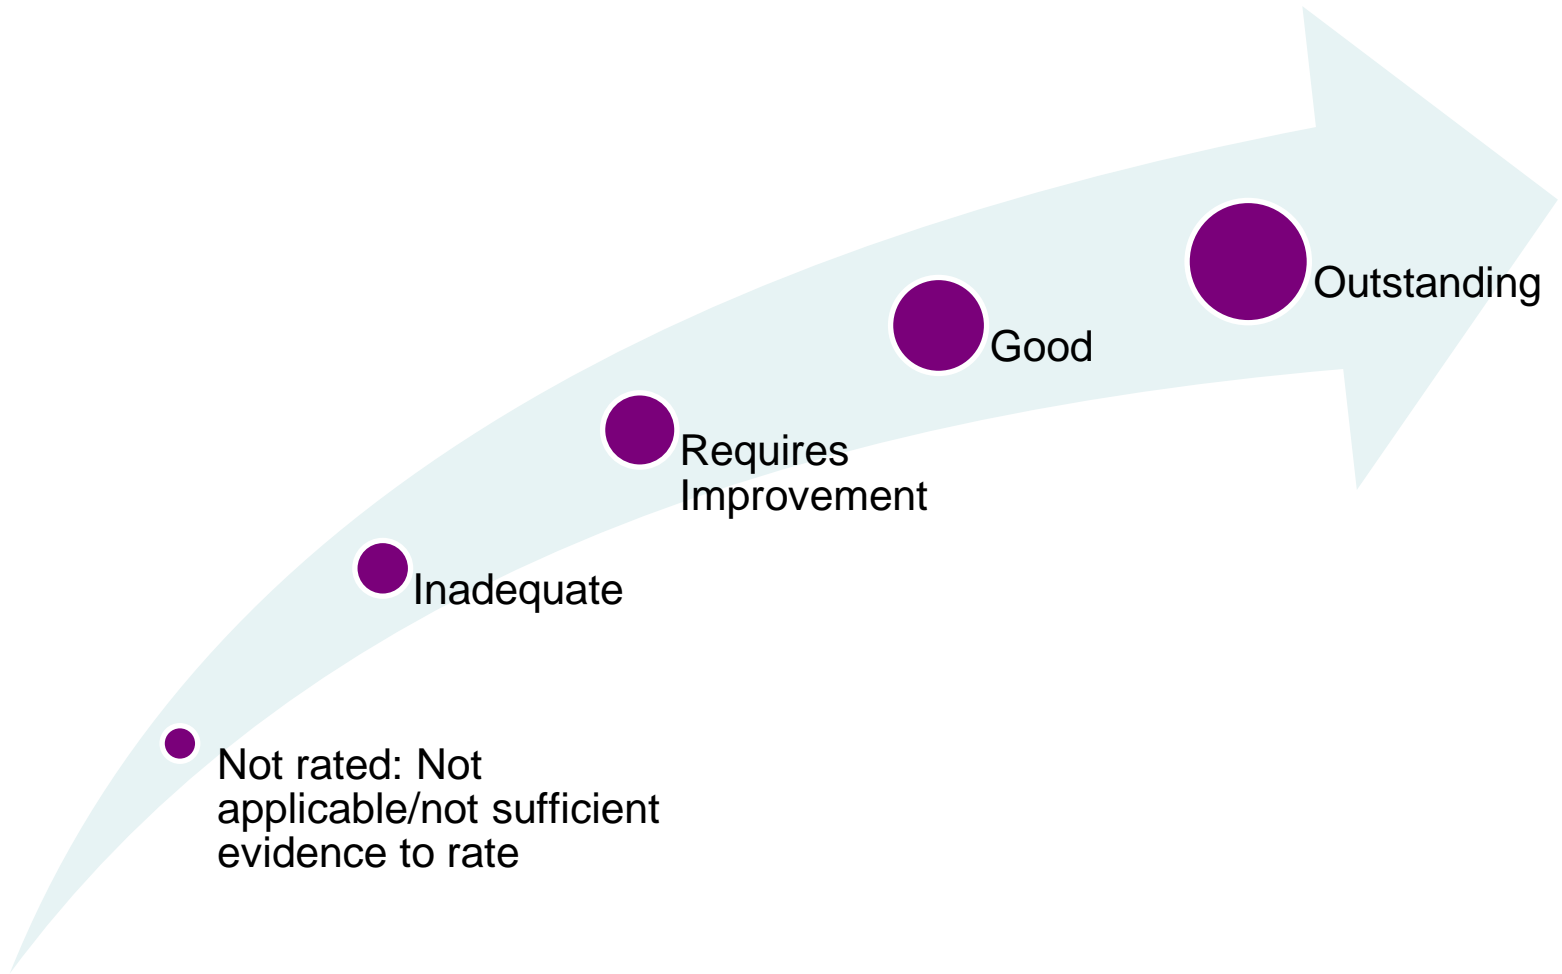 Outstanding
Good
Requires
Improvement
Inadequate
Not rated: Not
applicable/not sufficient
evidence to rate